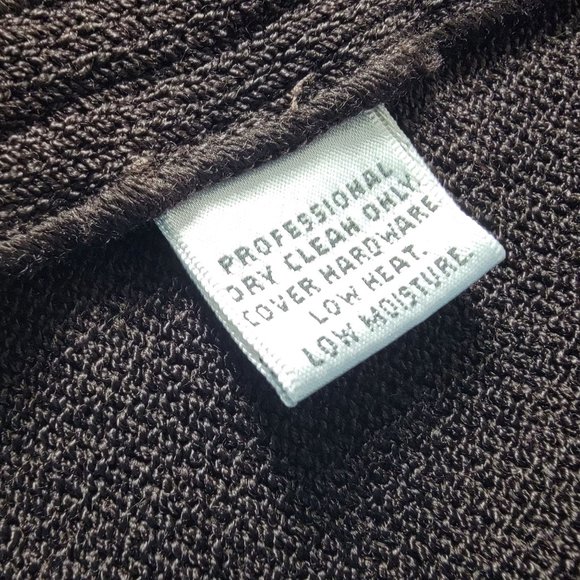 PROFESSIONAL
DRY CLEAN ONLY.
COVER HARDWARE
LOW HEAT.
LOW MOISTURE.